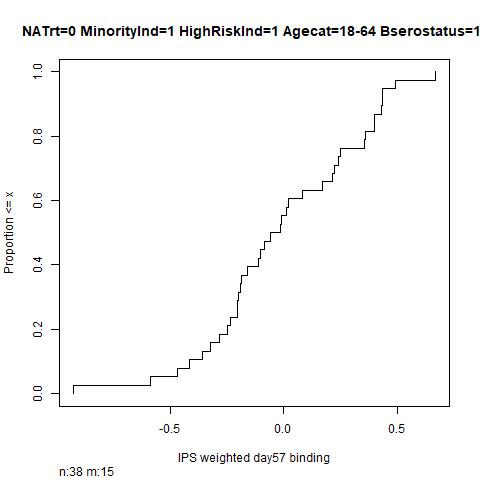 NATrt=0 MinorityInd=1 HighRiskInd=1 Agecat=18-64 Bserostatus=1
1.0
0.8
0.6
0.4
0.2
0.0
Proportion <= x
-0.5 0.0 0.5
IPS weighted day57 binding
n:38 m:15